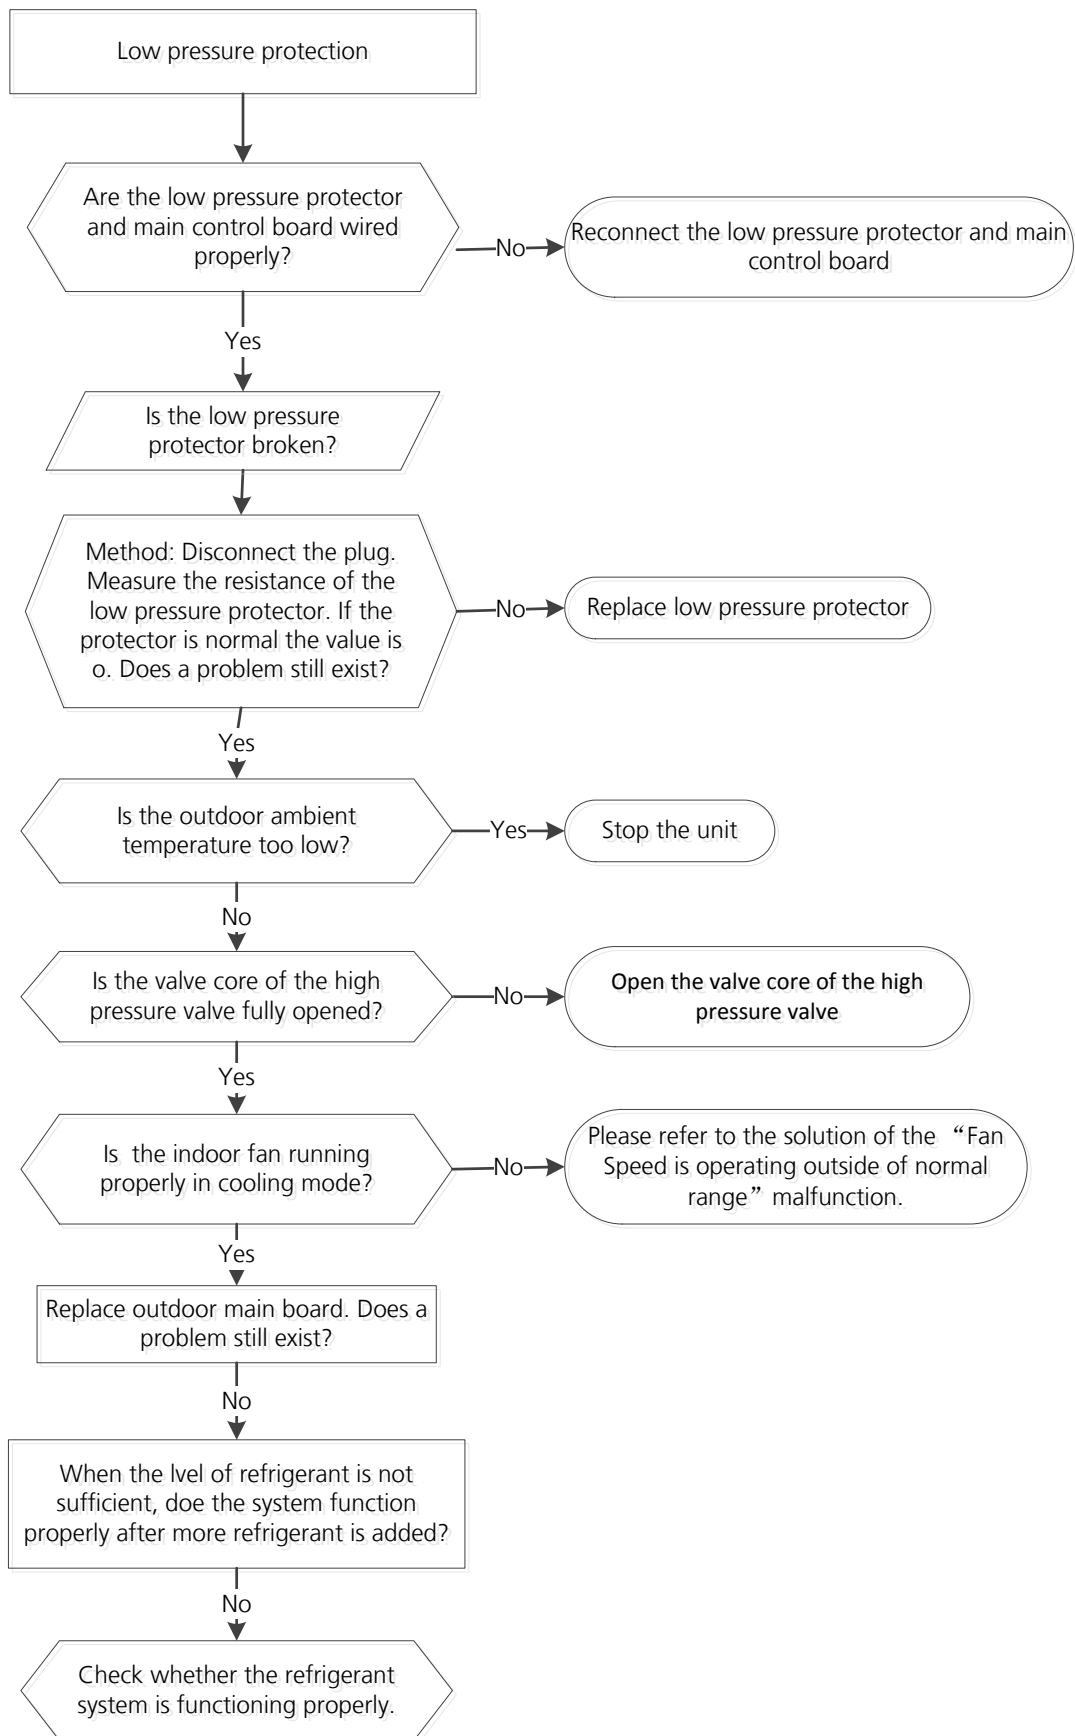 Low pressure protection
Are the low pressure protector
and main control board wired
properly?
No
Reconnect the low pressure protector and main
control board
Yes
Is the low pressure
protector broken?
Method: Disconnect the plug.
Measure the resistance of the
low pressure protector. If the
protector is normal the value is
o. Does a problem still exist?
No
Replace low pressure protector
Yes
Is the outdoor ambient
temperature too low?
Yes
Stop the unit
No
Is the valve core of the high
pressure valve fully opened?
No
Open the valve core of the high
pressure valve
Yes
Is  the indoor fan running
properly in cooling mode?
No
Please refer to the solution of the “Fan
Speed is operating outside of normal
range” malfunction.
Yes
Replace outdoor main board. Does a
problem still exist?
No
When the lvel of refrigerant is not
sufficient, doe the system function
properly after more refrigerant is added?
No
Check whether the refrigerant
system is functioning properly.